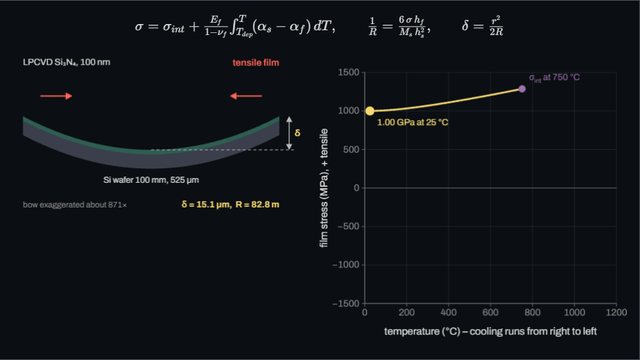 σ = σ_int + E_f/(1−ν_f) ∫_{T_dep}^{T} (α_s − α_f) dT,    1/R = 6 σ h_f / (M_s h_s²),    δ = r²/(2R)
LPCVD Si₃N₄, 100 nm
tensile film
δ
Si wafer 100 mm, 525 µm
bow exaggerated about 871×
δ = 15.1 µm, R = 82.8 m
film stress (MPa), + tensile
1500
1000
500
0
−500
−1000
−1500
σ_int at 750 °C
1.00 GPa at 25 °C
0
200
400
600
800
1000
1200
temperature (°C) – cooling runs from right to left